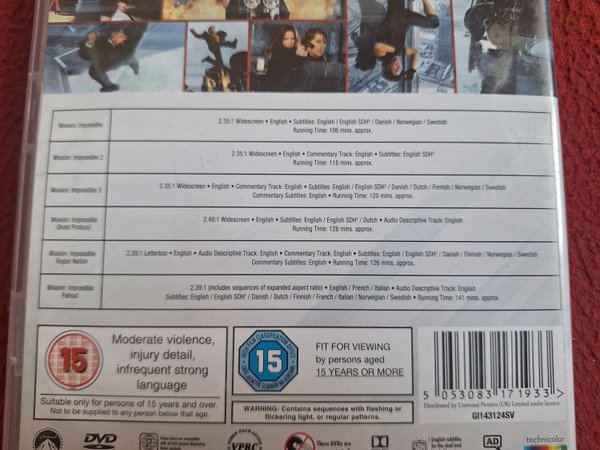 Mission: Impossible
2.35:1 Widescreen • English • Subtitles: English / English SDH† / Danish / Norwegian / Swedish
Running Time: 106 mins. approx.
Mission: Impossible 2
2.35:1 Widescreen • English • Commentary Track: English • Subtitles: English SDH†
Running Time: 118 mins. approx.
Mission: Impossible 3
2.35:1 Widescreen • English • Commentary Track: English • Subtitles: English / English SDH† / Danish / Dutch / Finnish / Norwegian / Swedish
Commentary Subtitles: English • Running Time: 120 mins. approx.
Mission: Impossible
Ghost Protocol
2.40:1 Widescreen • English • Subtitles: English / English SDH† / Dutch • Audio Descriptive Track: English
Running Time: 128 mins. approx.
Mission: Impossible
Rogue Nation
2.39:1 Letterbox • English • Audio Descriptive Track: English • Commentary Track: English • Subtitles: English / English SDH† / Danish / Finnish / Norwegian / Swedish
Commentary Subtitles: English • Running Time: 126 mins. approx.
Mission: Impossible
Fallout
2.39:1 (includes sequences of expanded aspect ratio) • English / French / Italian • Audio Descriptive Track: English
Subtitles: English / English SDH† / Danish / Dutch / Finnish / French / Italian / Norwegian / Swedish • Running Time: 141 mins. approx.
15
Moderate violence,
injury detail,
infrequent strong
language
Suitable only for persons of 15 years and over.
Not to be supplied to any person below that age.
15
FIT FOR VIEWING
by persons aged
15 YEARS OR MORE
WARNING: Contains sequences with flashing or
flickering light, or regular patterns.
5 053083 171933 >
Distributed by Universal Pictures (UK) Limited under licence.
GI143124SV
DVD
VPRC
These DVDs are
English subtitles
AD
technicolor